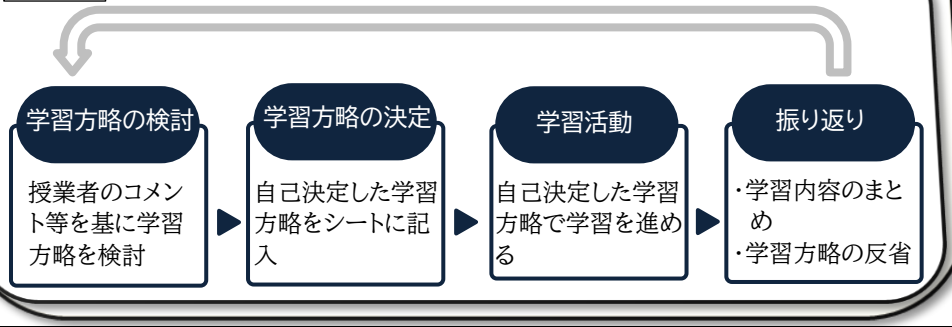 学習方略の検討
授業者のコメン
ト等を基に学習
方略を検討
学習方略の決定
自己決定した学習
方略をシートに記
入
学習活動
自己決定した学習
方略で学習を進め
る
振り返り
・学習内容のまと
め
・学習方略の反省